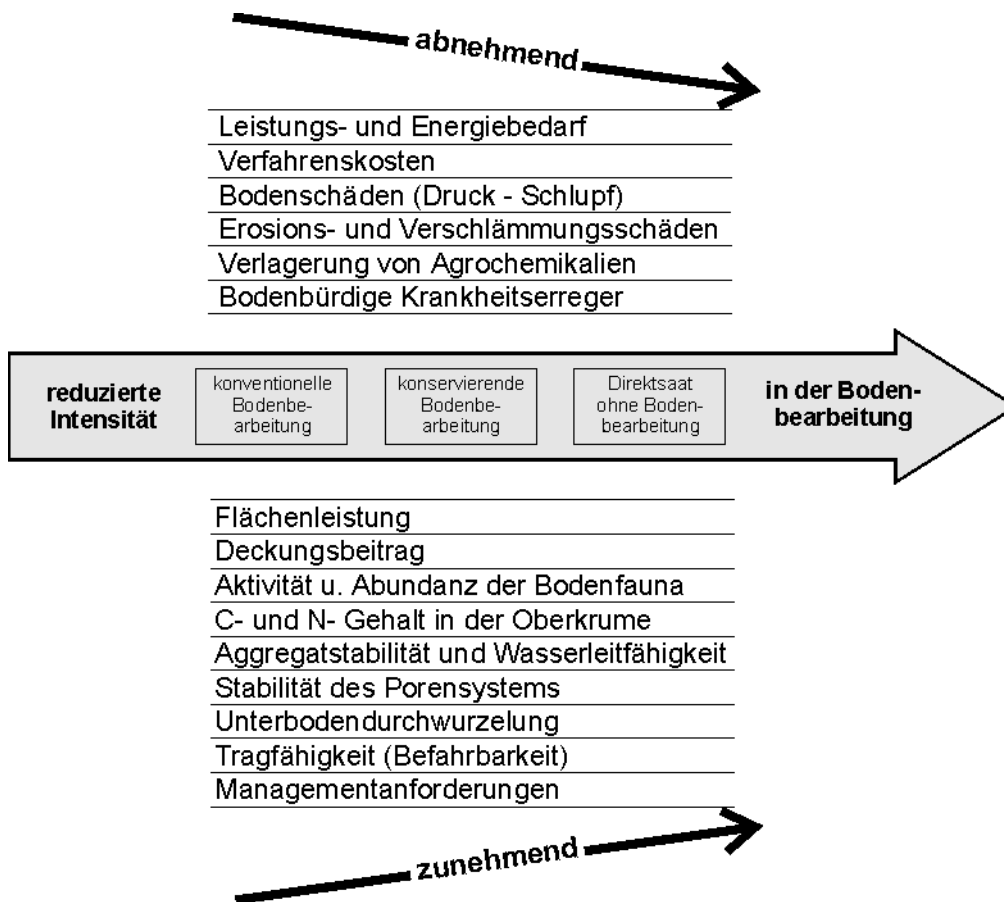 abnehmend
Leistungs- und Energiebedarf
Verfahrenskosten
Bodenschäden (Druck - Schlupf)
Erosions- und Verschlämmungsschäden
Verlagerung von Agrochemikalien
Bodenbürdige Krankheitserreger
reduzierte
Intensität
konventionelle
Bodenbe-
arbeitung
konservierende
Bodenbe-
arbeitung
Direktsaat
ohne Boden-
bearbeitung
in der Boden-
bearbeitung
Flächenleistung
Deckungsbeitrag
Aktivität u. Abundanz der Bodenfauna
C- und N- Gehalt in der Oberkrume
Aggregatstabilität und Wasserleitfähigkeit
Stabilität des Porensystems
Unterbodendurchwurzelung
Tragfähigkeit (Befahrbarkeit)
Managementanforderungen
zunehmend